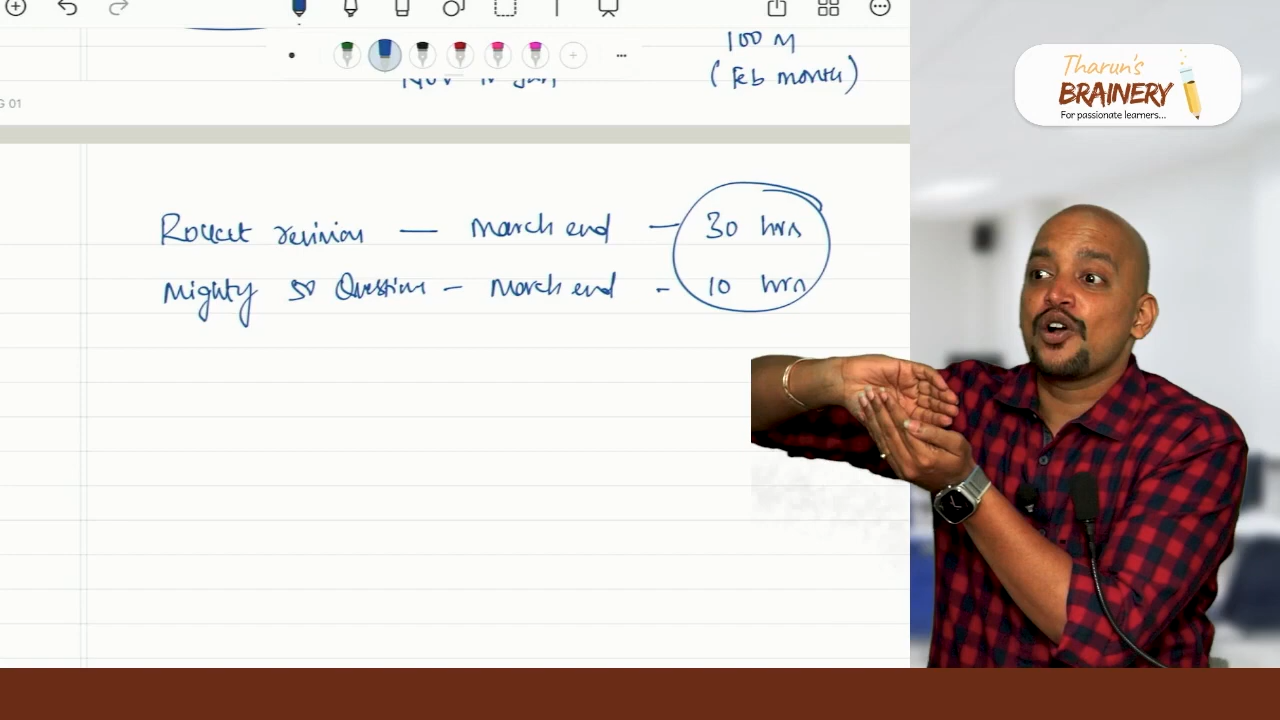 100 M
(Feb month)
G 01
Tharun's
BRAINERY
For passionate learners...
Rocket revision — March end — 30 hrs
Mighty 50 Question - March end - 10 hrs